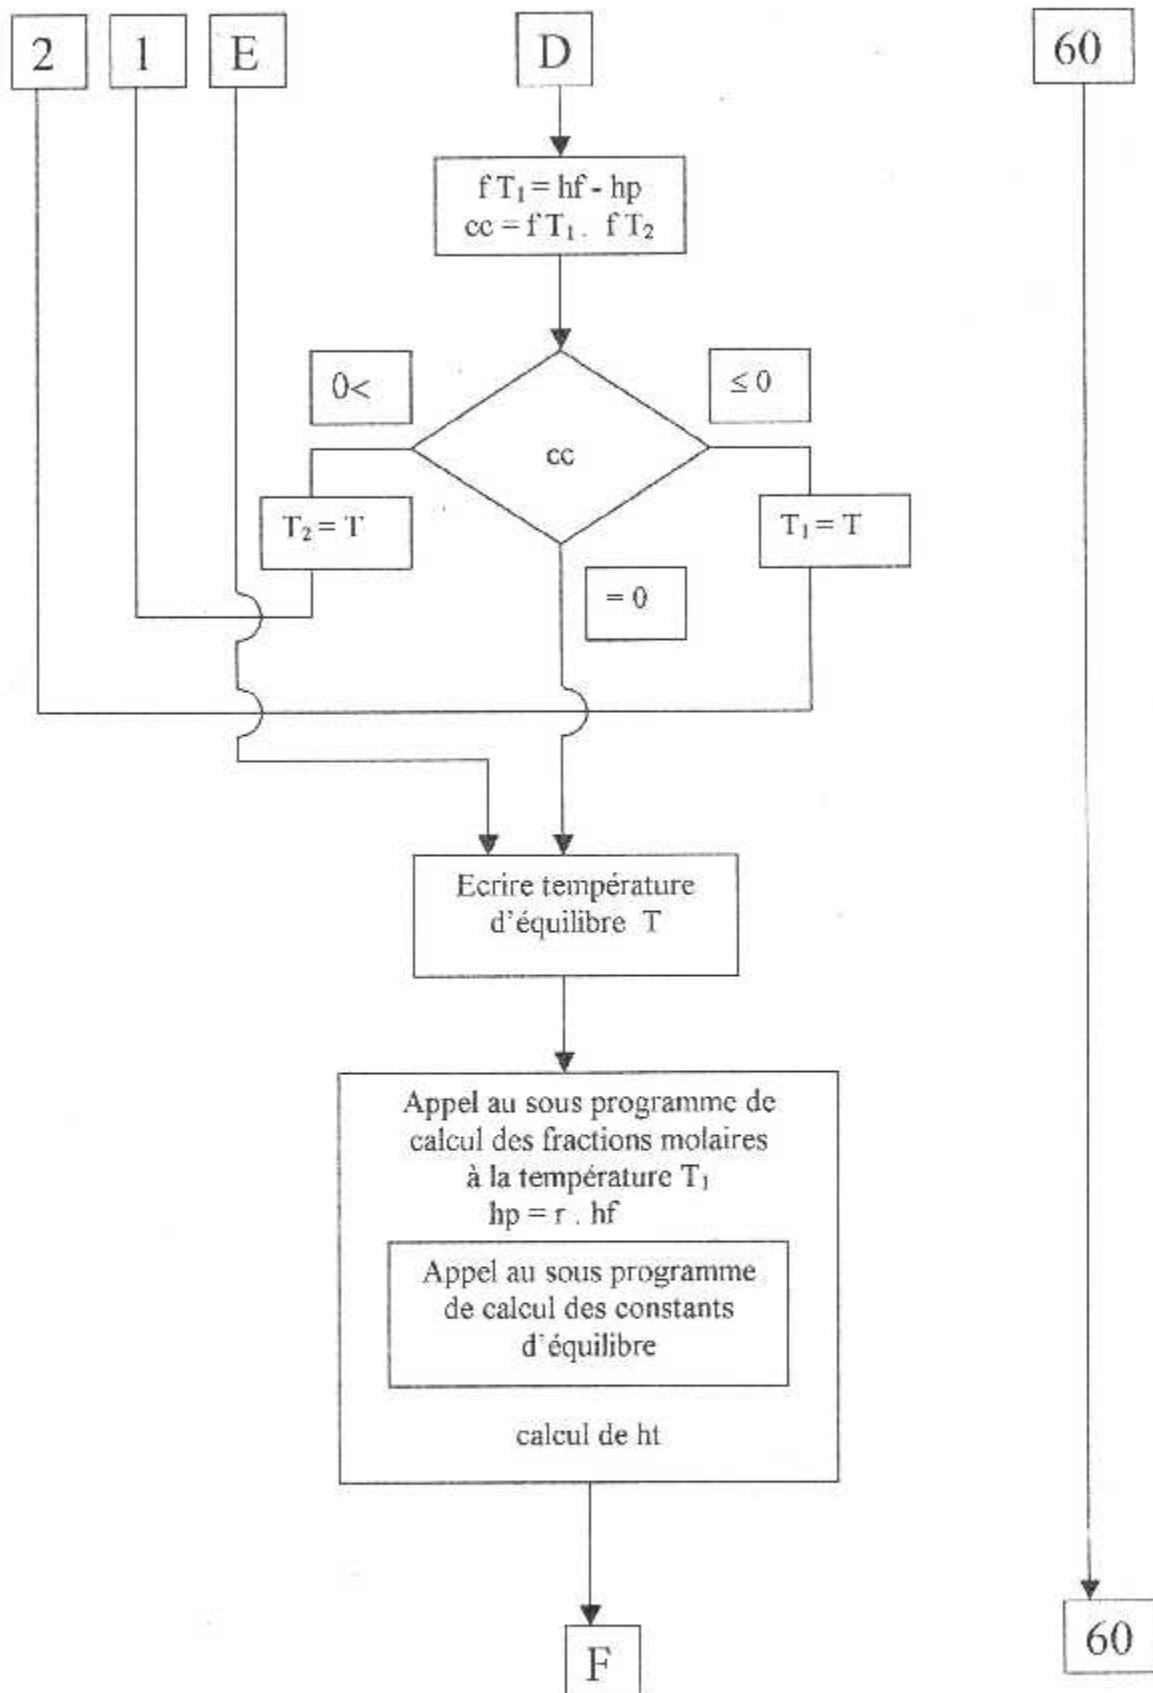 2
1
E
D
60
f T₁ = hf - hp
cc = f T₁ . f T₂
0<
≤ 0
cc
T₂ = T
T₁ = T
= 0
Ecrire température
d'équilibre T
Appel au sous programme de
calcul des fractions molaires
à la température T₁
hp = r . hf
Appel au sous programme
de calcul des constants
d'équilibre
calcul de ht
F
60